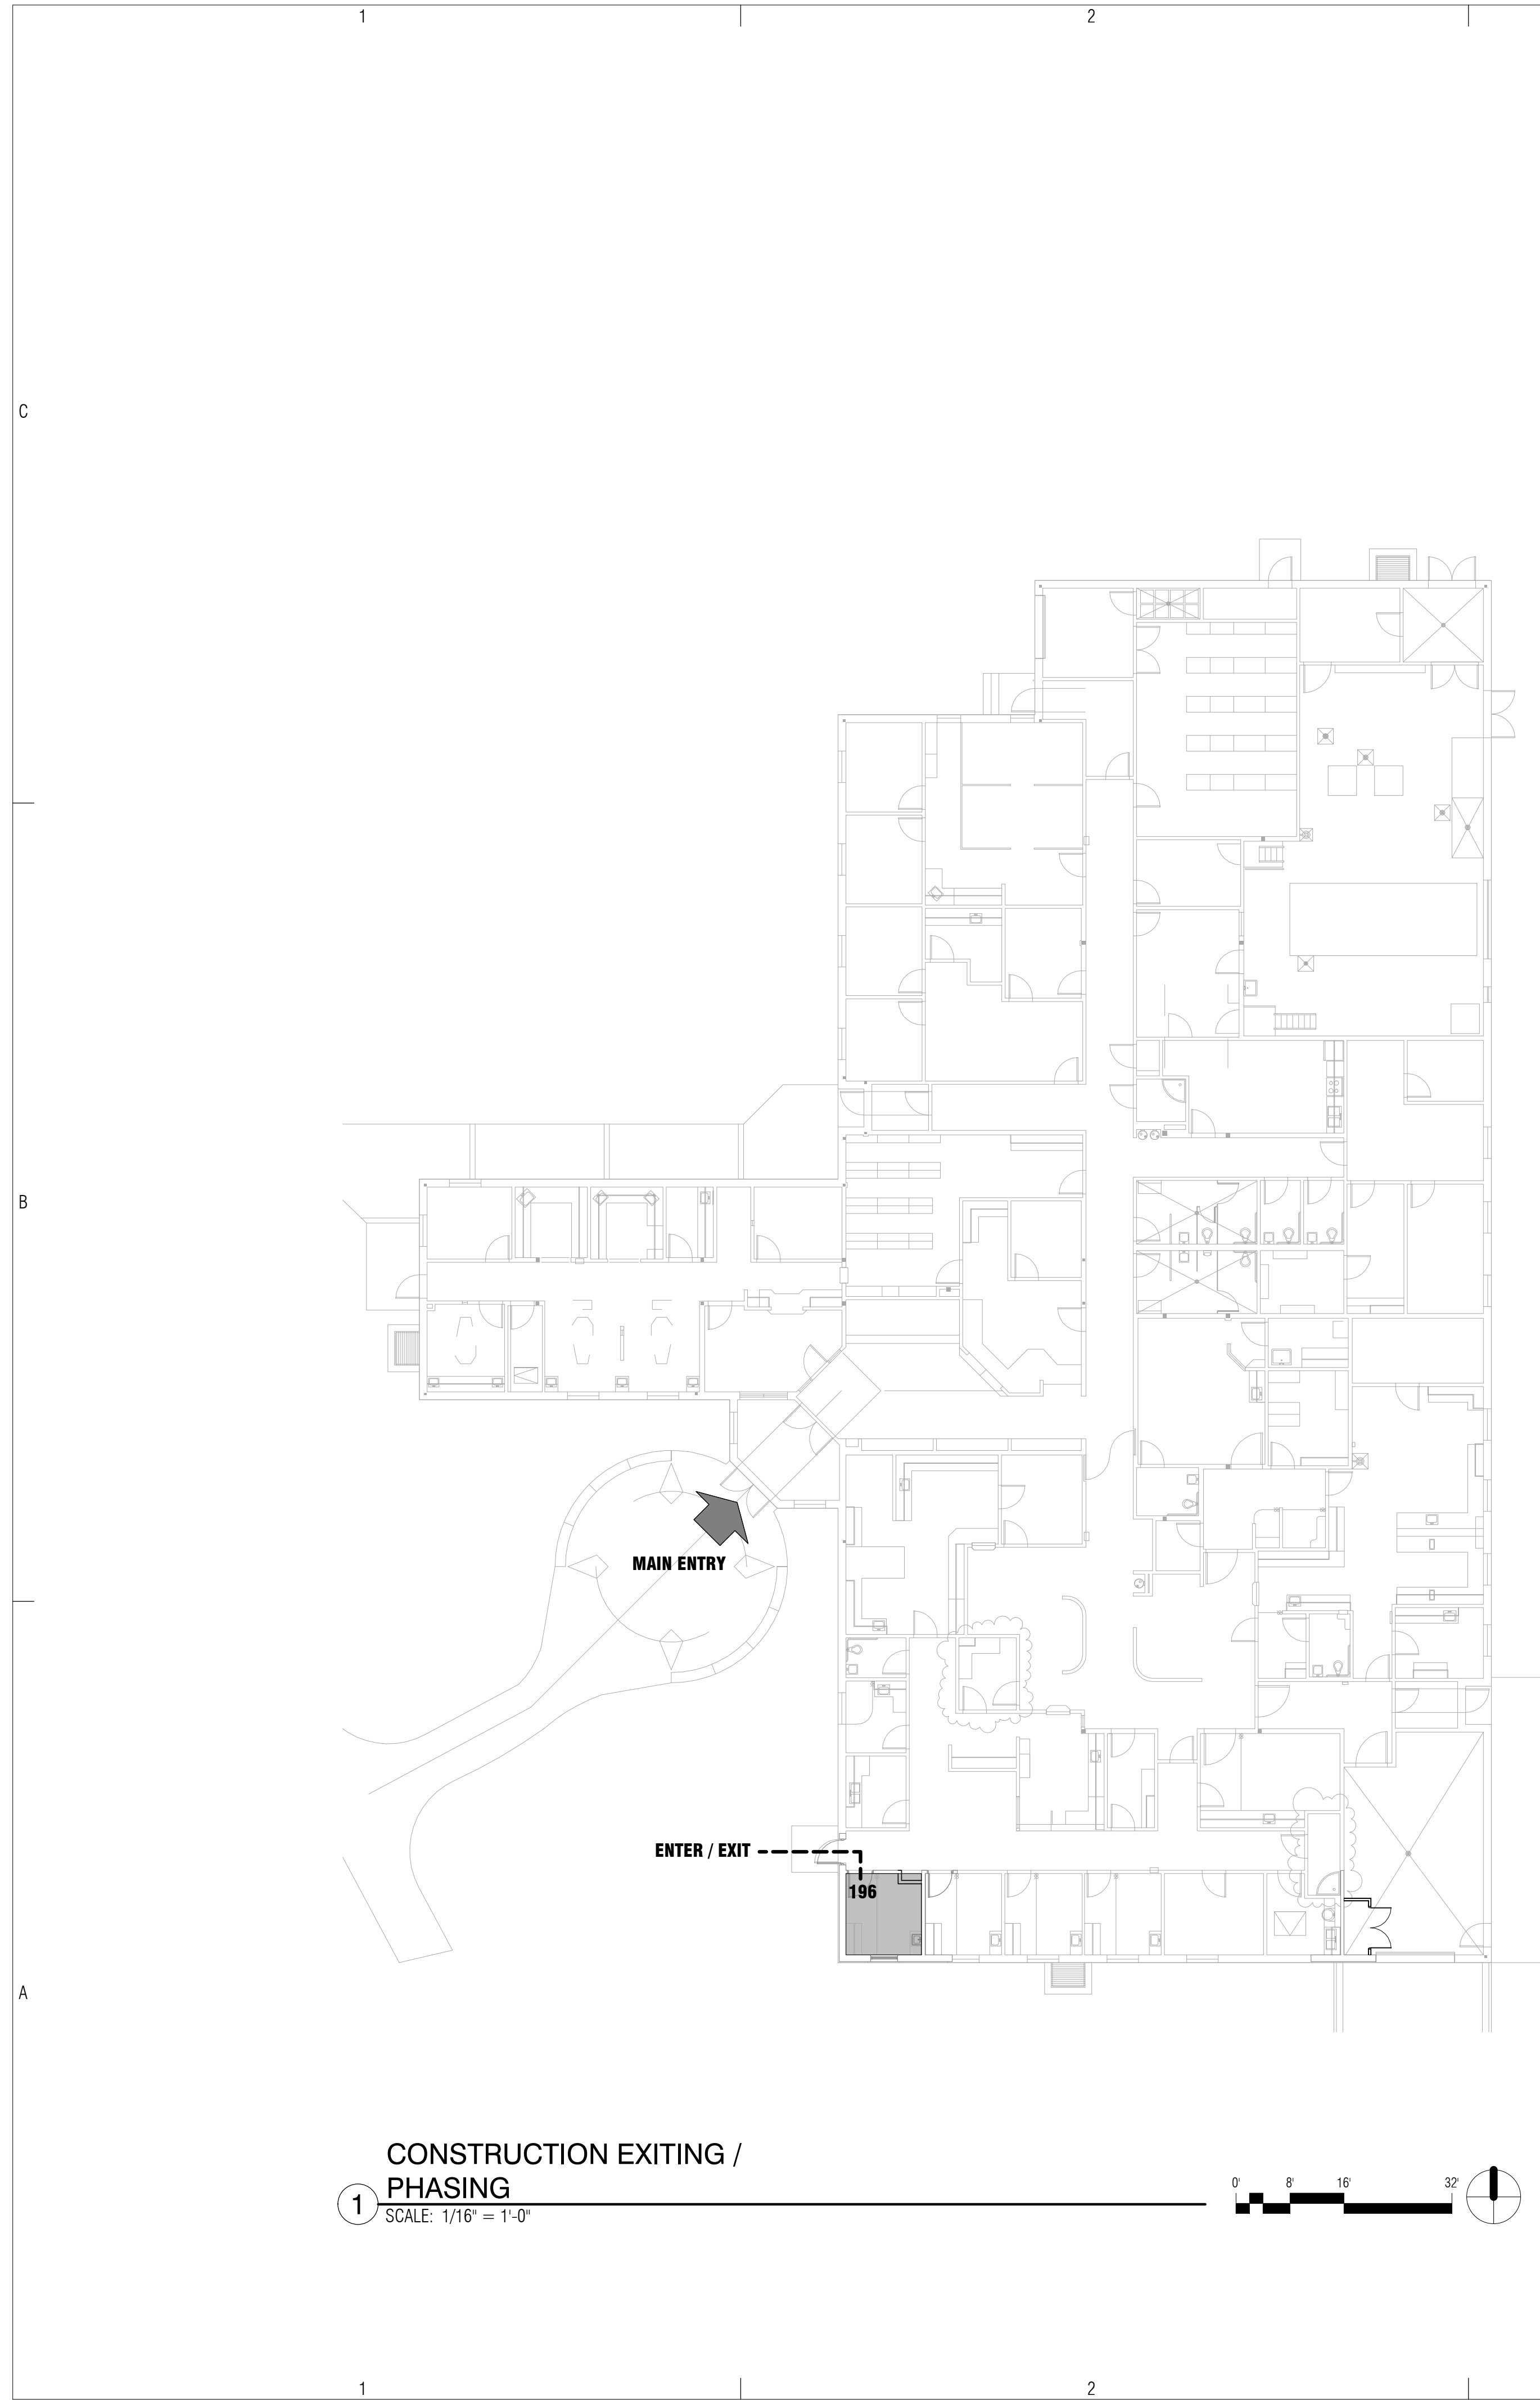 1 2
C
B
MAIN ENTRY
ENTER / EXIT
196
A
CONSTRUCTION EXITING /
PHASING
1
SCALE: 1/16" = 1'-0"
0' 8' 16' 32'
1 2